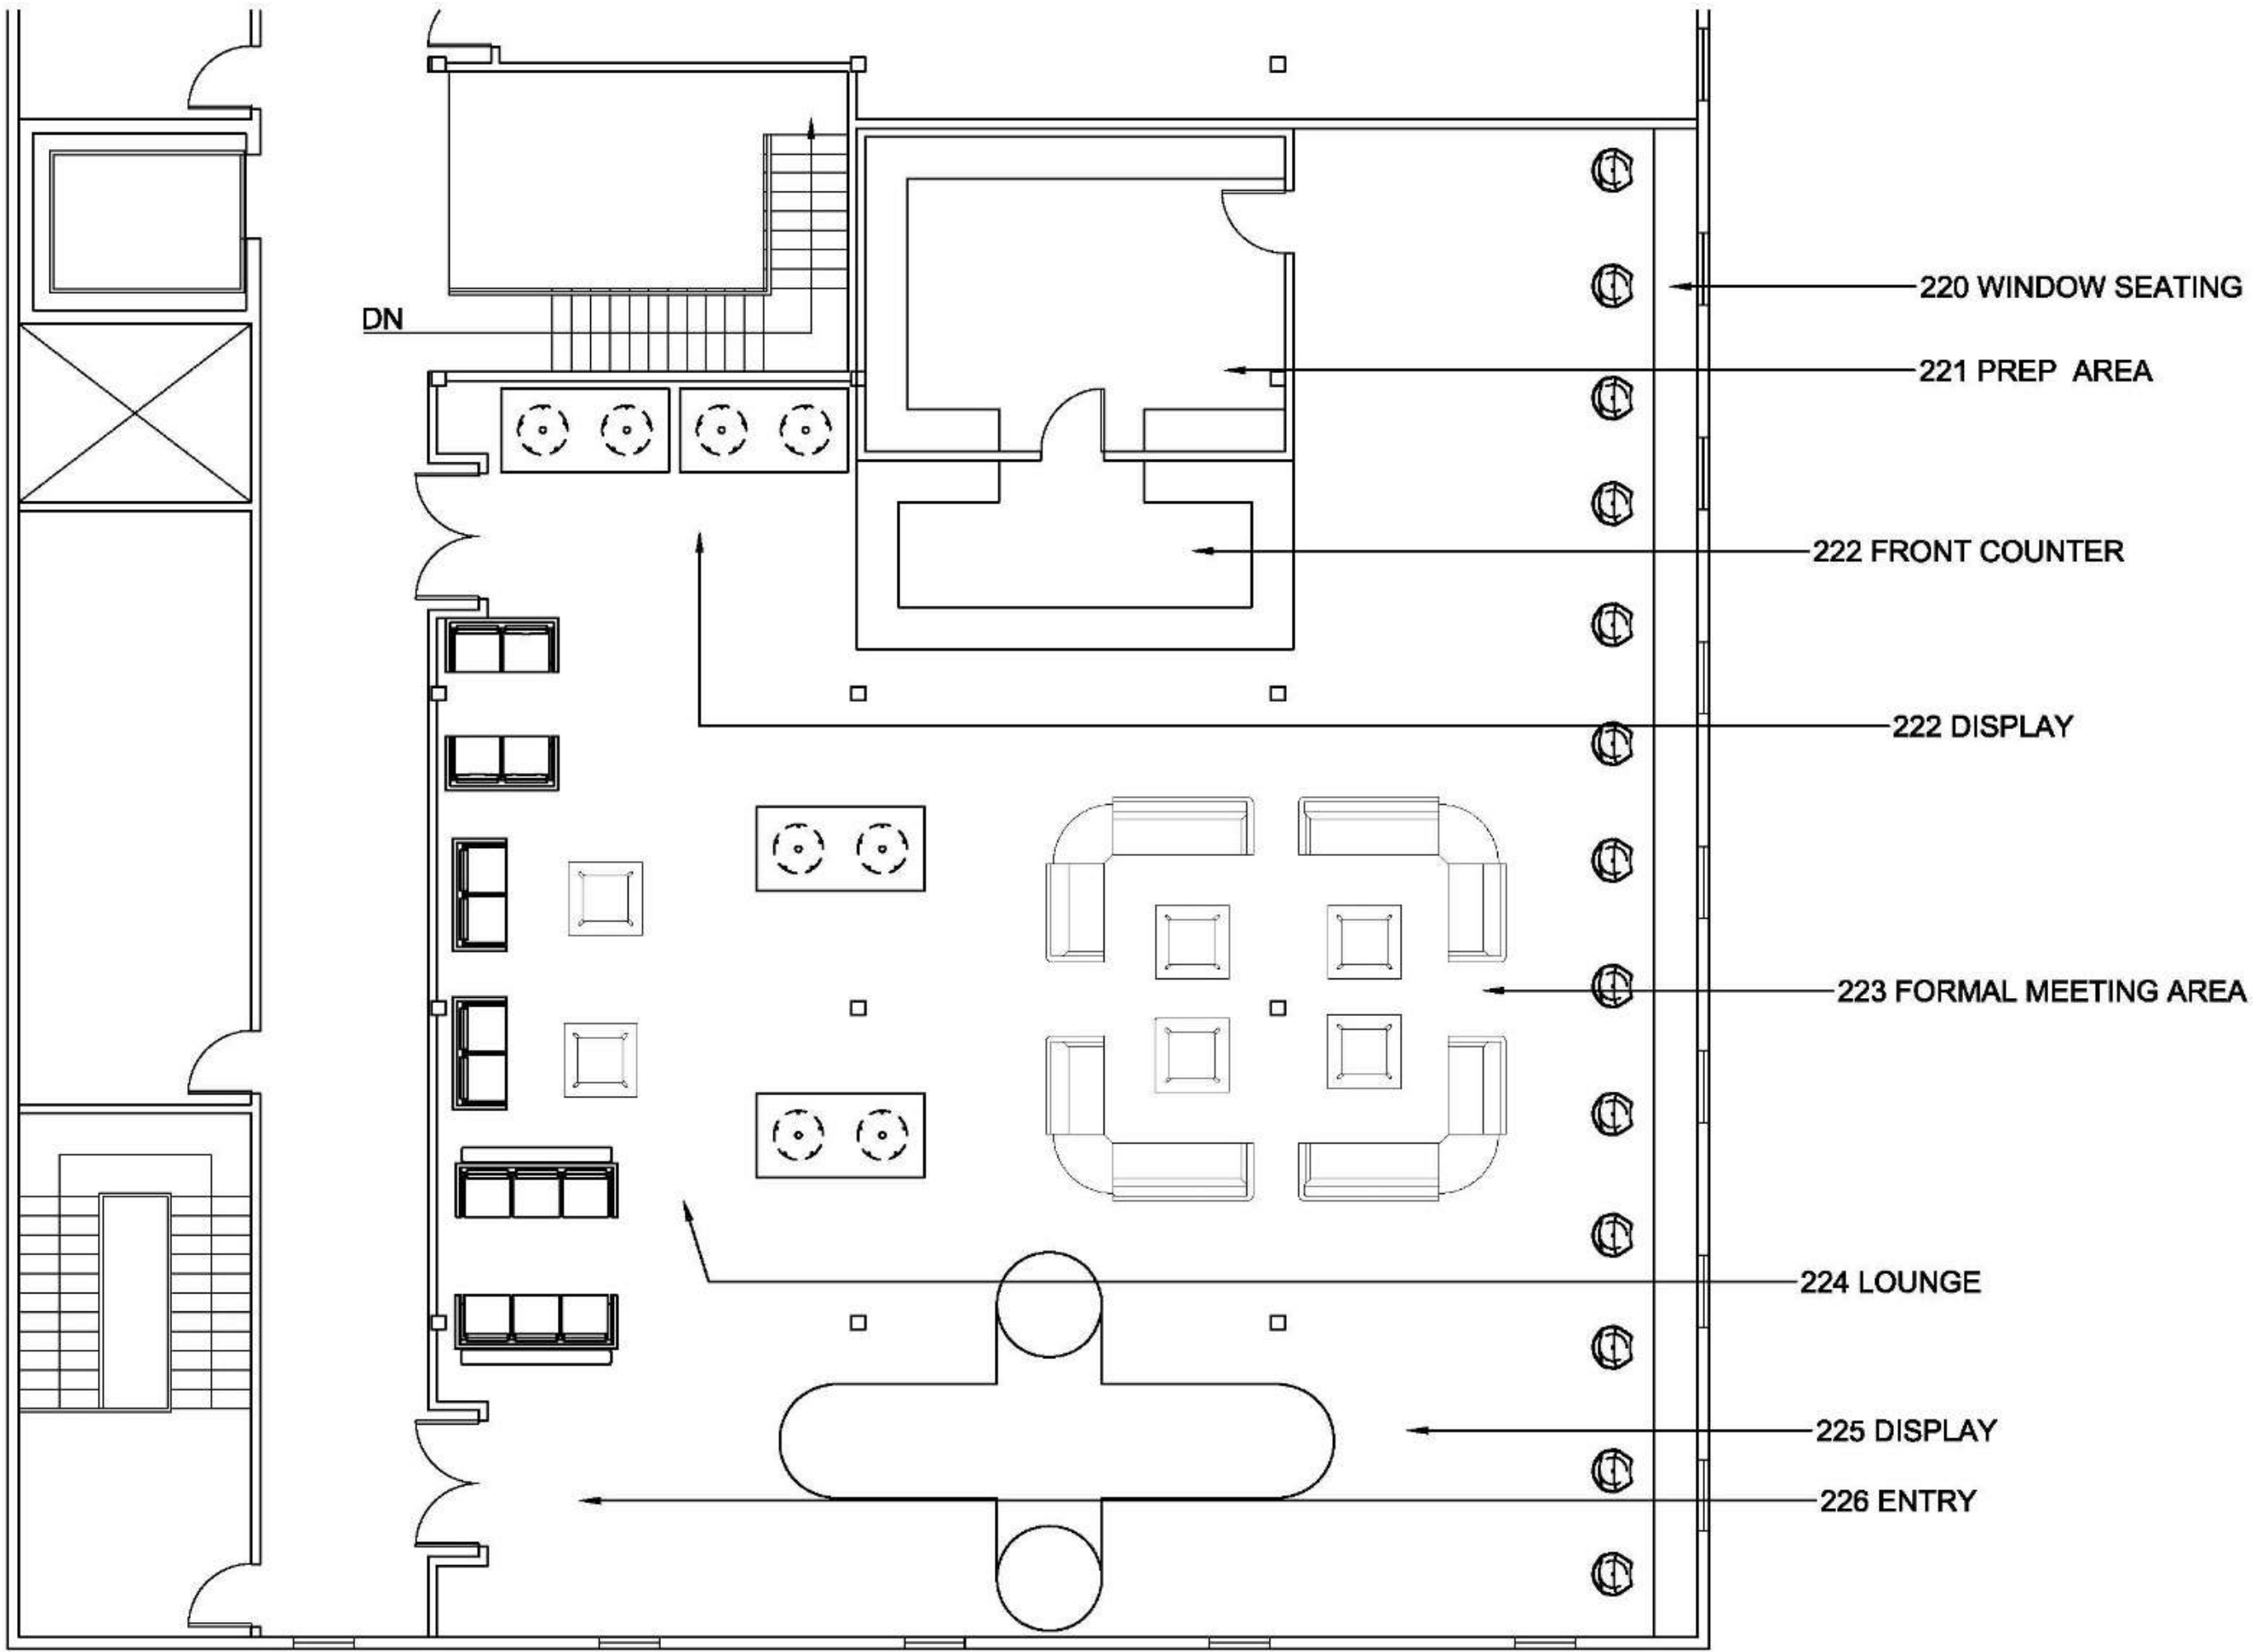 220 WINDOW SEATING
DN
221 PREP AREA
222 FRONT COUNTER
222 DISPLAY
223 FORMAL MEETING AREA
224 LOUNGE
225 DISPLAY
226 ENTRY